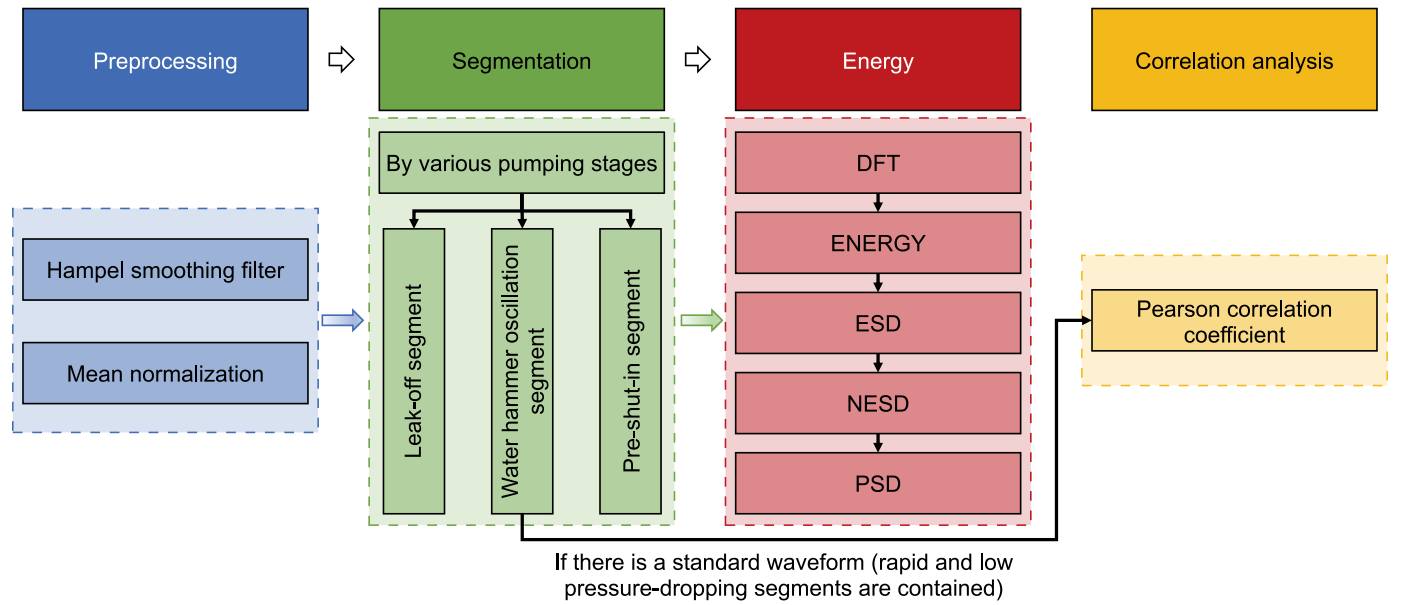 Preprocessing
Segmentation
Energy
Correlation analysis
Hampel smoothing filter
Mean normalization
By various pumping stages
Leak-off segment
Water hammer oscillation
segment
Pre-shut-in segment
DFT
ENERGY
ESD
NESD
PSD
Pearson correlation
coefficient
If there is a standard waveform (rapid and low
pressure-dropping segments are contained)